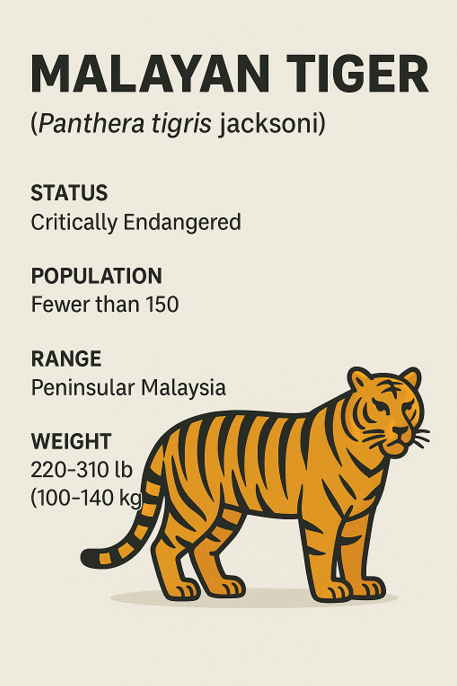 MALAYAN TIGER
(Panthera tigris jacksoni)
STATUS
Critically Endangered
POPULATION
Fewer than 150
RANGE
Peninsular Malaysia
WEIGHT
220-310 lb
(100-140 kg